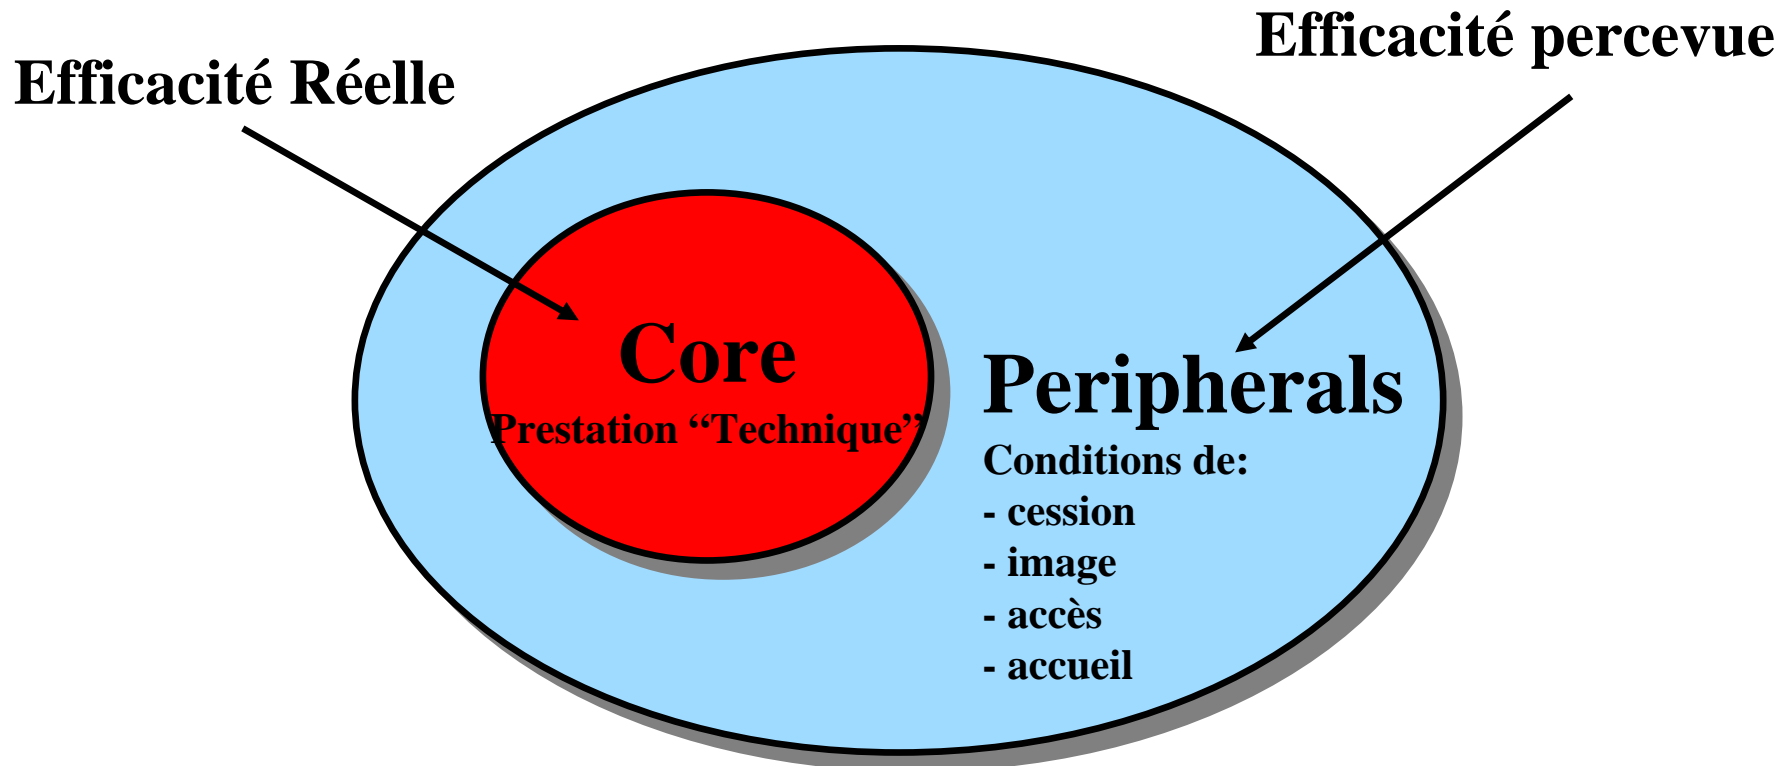 Efficacité Réelle
Efficacité percevue
Core
Prestation “Technique”
Peripherals
Conditions de:
- cession
- image
- accès
- accueil